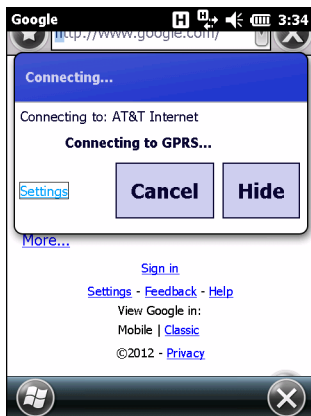 Google H H 3:34
http://www.google.com/
Connecting...
Connecting to: AT&T Internet
Connecting to GPRS...
Settings Cancel Hide
More...
Sign in
Settings - Feedback - Help
View Google in:
Mobile | Classic
©2012 - Privacy